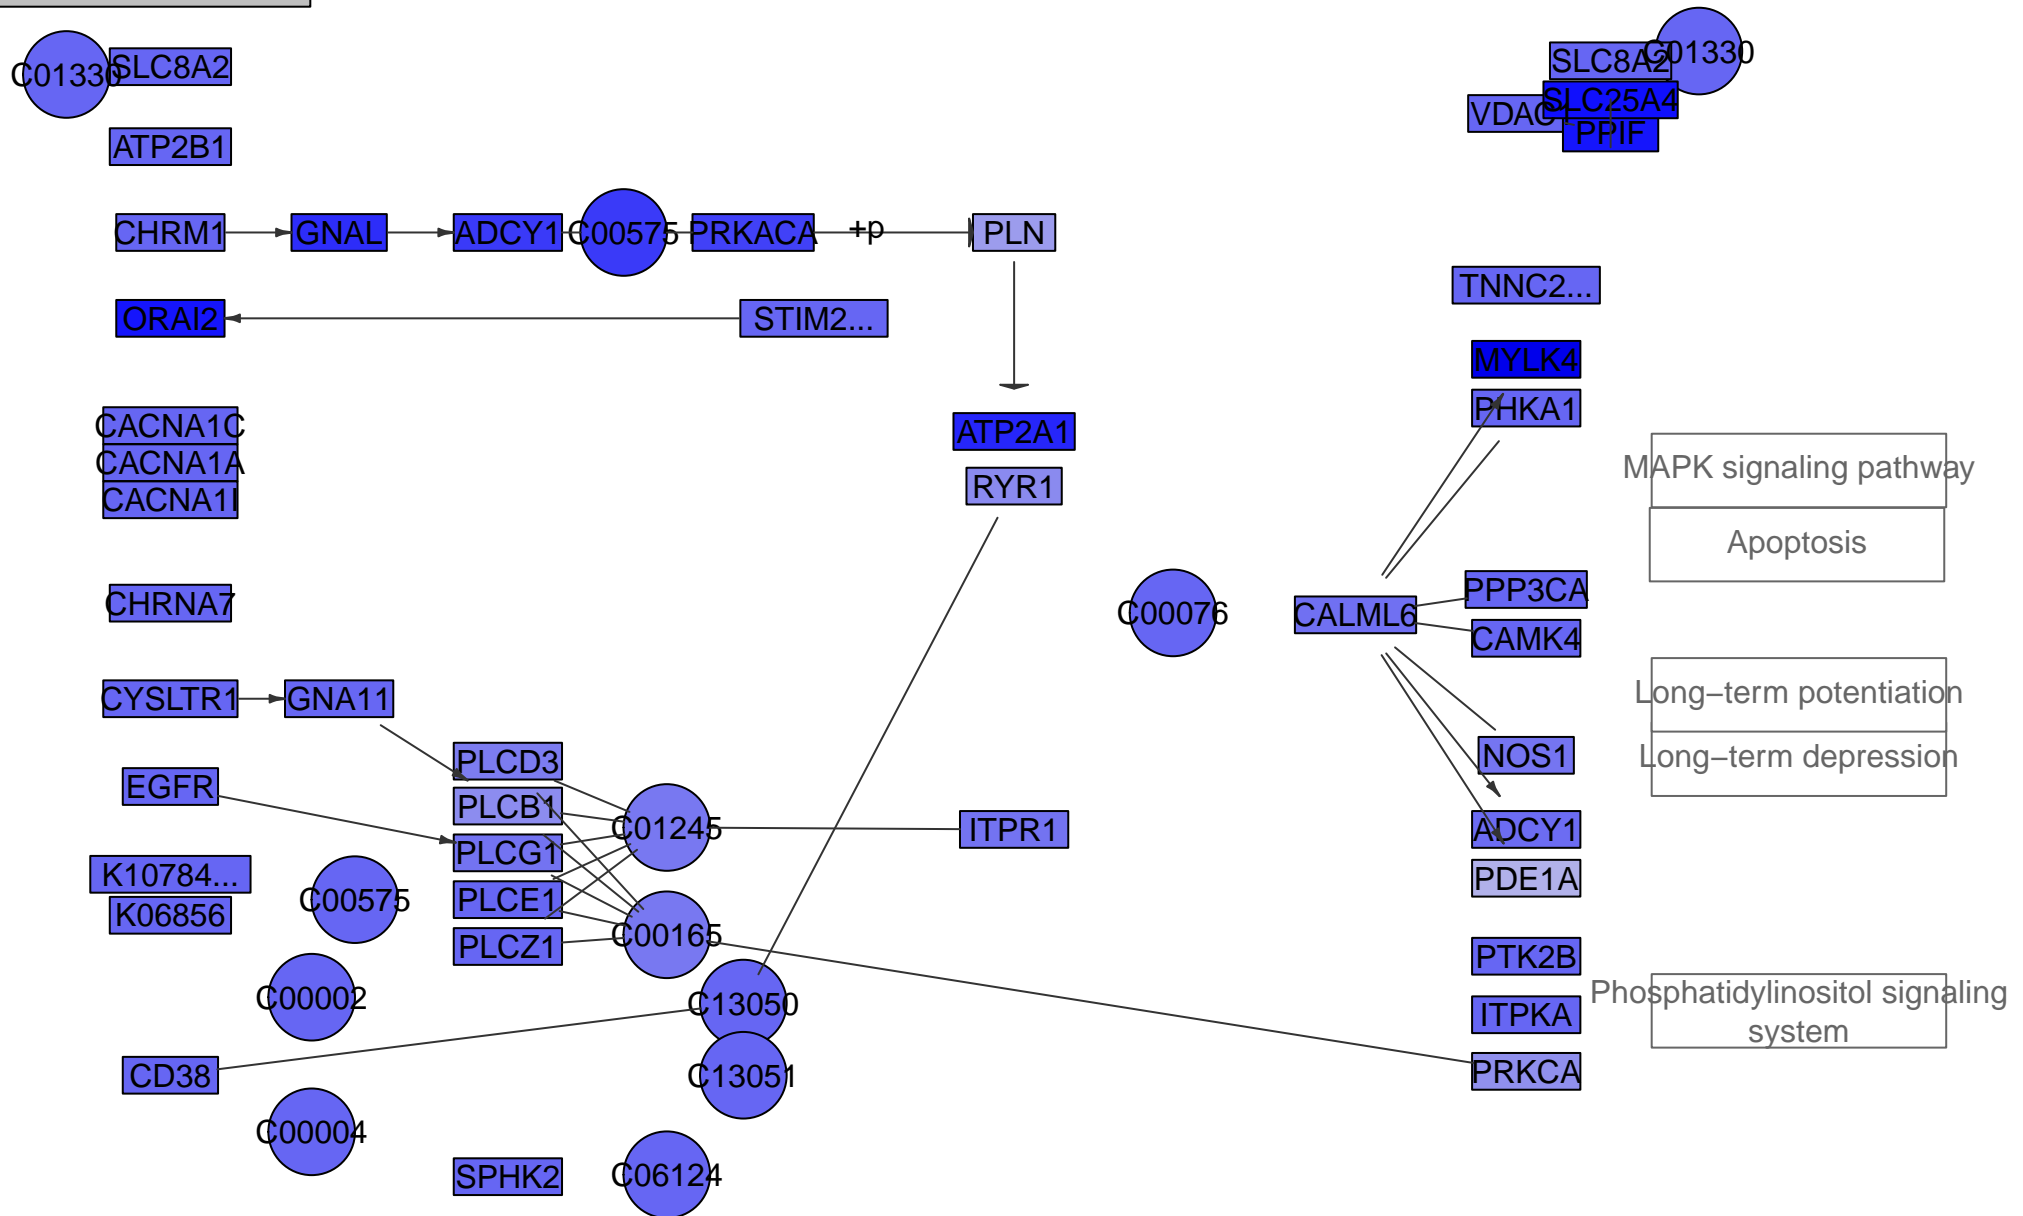 C01330
SLC8A2
SLC8A2
C01330
SLC25A4
VDAC1
PPIF
ATP2B1
CHRM1
GNAL
ADCY1
C00575
PRKACA
+p
PLN
TNNC2...
ORAI2
STIM2...
MYLK4
PHKA1
CACNA1C
CACNA1A
CACNA1I
ATP2A1
RYR1
MAPK signaling pathway
Apoptosis
CHRNA7
C00076
CALML6
PPP3CA
CAMK4
CYSLTR1
GNA11
Long−term potentiation
Long−term depression
NOS1
PLCD3
EGFR
PLCB1
PLCG1
C01245
ITPR1
ADCY1
PDE1A
K10784...
K06856
C00575
PLCE1
PLCZ1
C00165
PTK2B
C00002
C13050
ITPKA
Phosphatidylinositol signaling
system
CD38
C13051
PRKCA
C00004
SPHK2
C06124